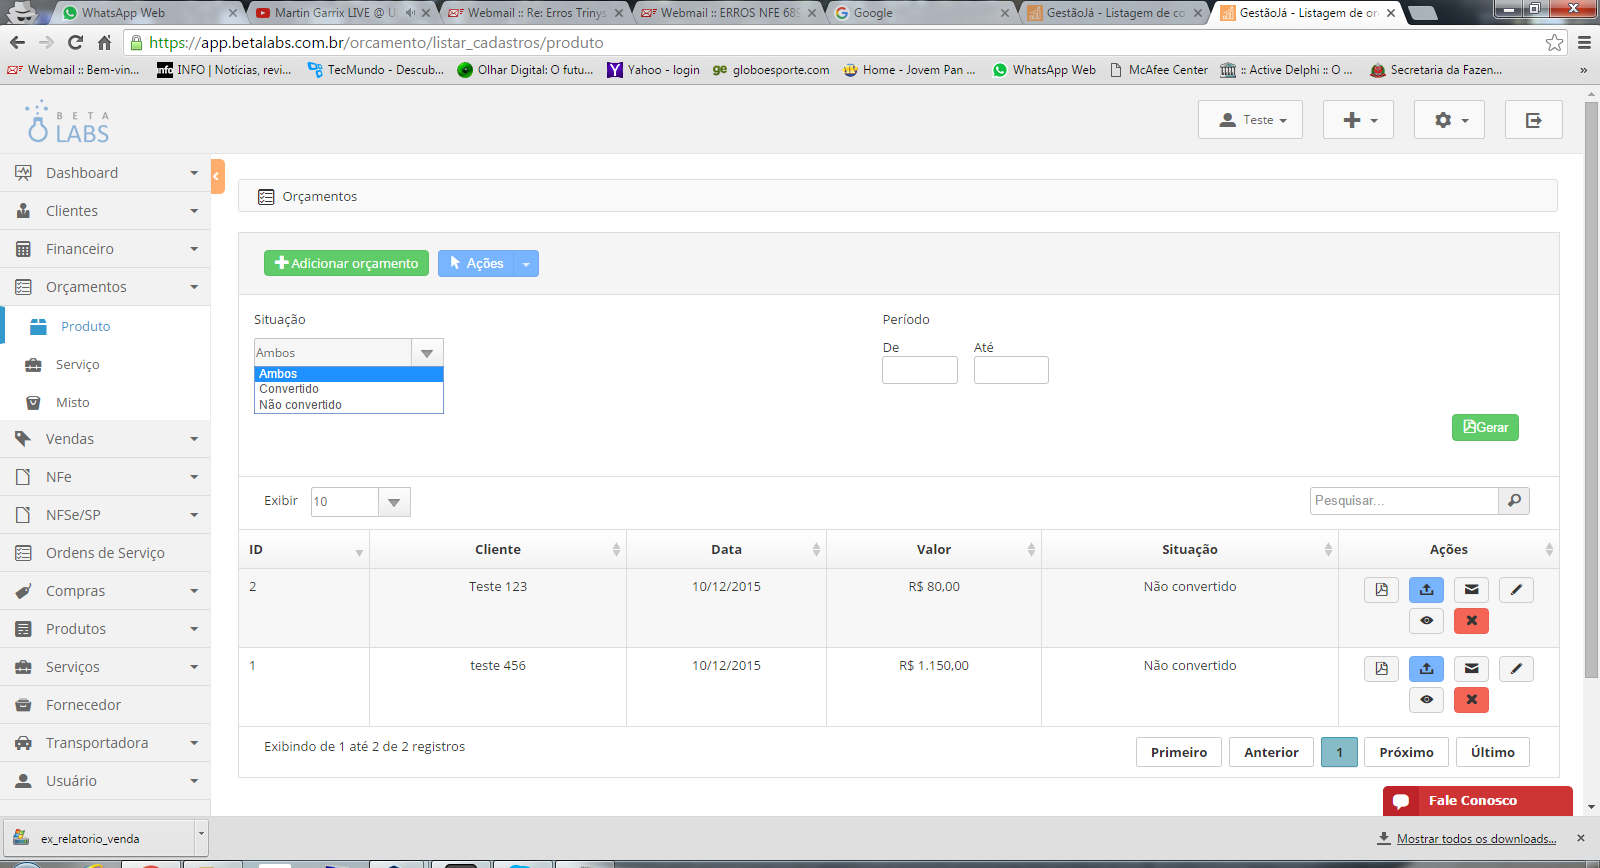 WhatsApp Web
Martin Garrix LIVE @ U
Webmail :: Re: Erros Trinys
Webmail :: ERROS NFE 689
Google
GestãoJá - Listagem de co
GestãoJá - Listagem de or
https://app.betalabs.com.br/orcamento/listar_cadastros/produto
Webmail :: Bem-vin...
info INFO | Notícias, revi...
TecMundo - Descub...
Olhar Digital: O futu...
Yahoo - login
ge globoesporte.com
Home - Jovem Pan ...
WhatsApp Web
McAfee Center
:: Active Delphi :: O ...
Secretaria da Fazen...
»
BETA
LABS
Teste
Dashboard
Clientes
Financeiro
Orçamentos
Produto
Serviço
Misto
Vendas
NFe
NFSe/SP
Ordens de Serviço
Compras
Produtos
Serviços
Fornecedor
Transportadora
Usuário
Orçamentos
Adicionar orçamento
Ações
Situação
Ambos
Ambos
Convertido
Não convertido
Período
De Até
Gerar
Exibir 10
Pesquisar...
ID Cliente Data Valor Situação Ações
2 Teste 123 10/12/2015 R$ 80,00 Não convertido
1 teste 456 10/12/2015 R$ 1.150,00 Não convertido
Exibindo de 1 até 2 de 2 registros
Primeiro Anterior 1 Próximo Último
Fale Conosco
ex_relatorio_venda
Mostrar todos os downloads...